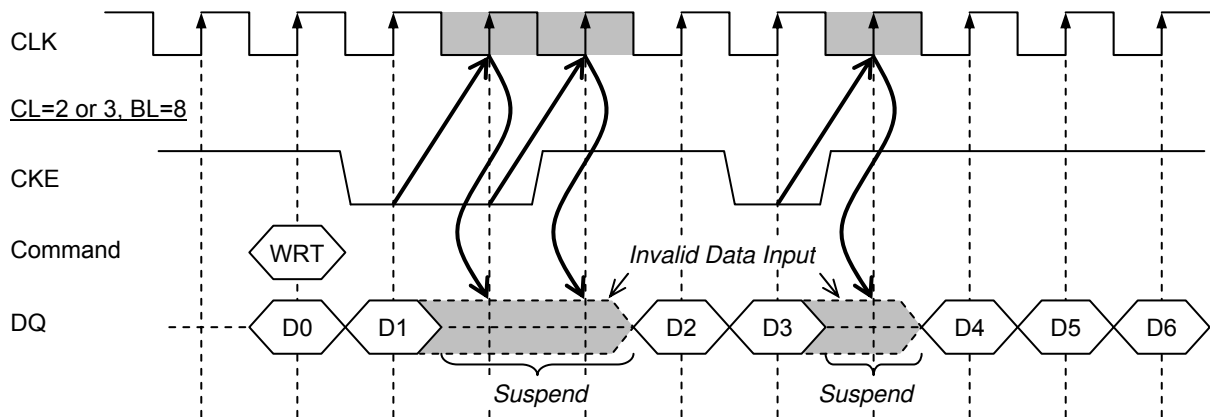 CLK
CL=2 or 3, BL=8
CKE
Command WRT Invalid Data Input
DQ D0 D1 D2 D3 D4 D5 D6
Suspend Suspend